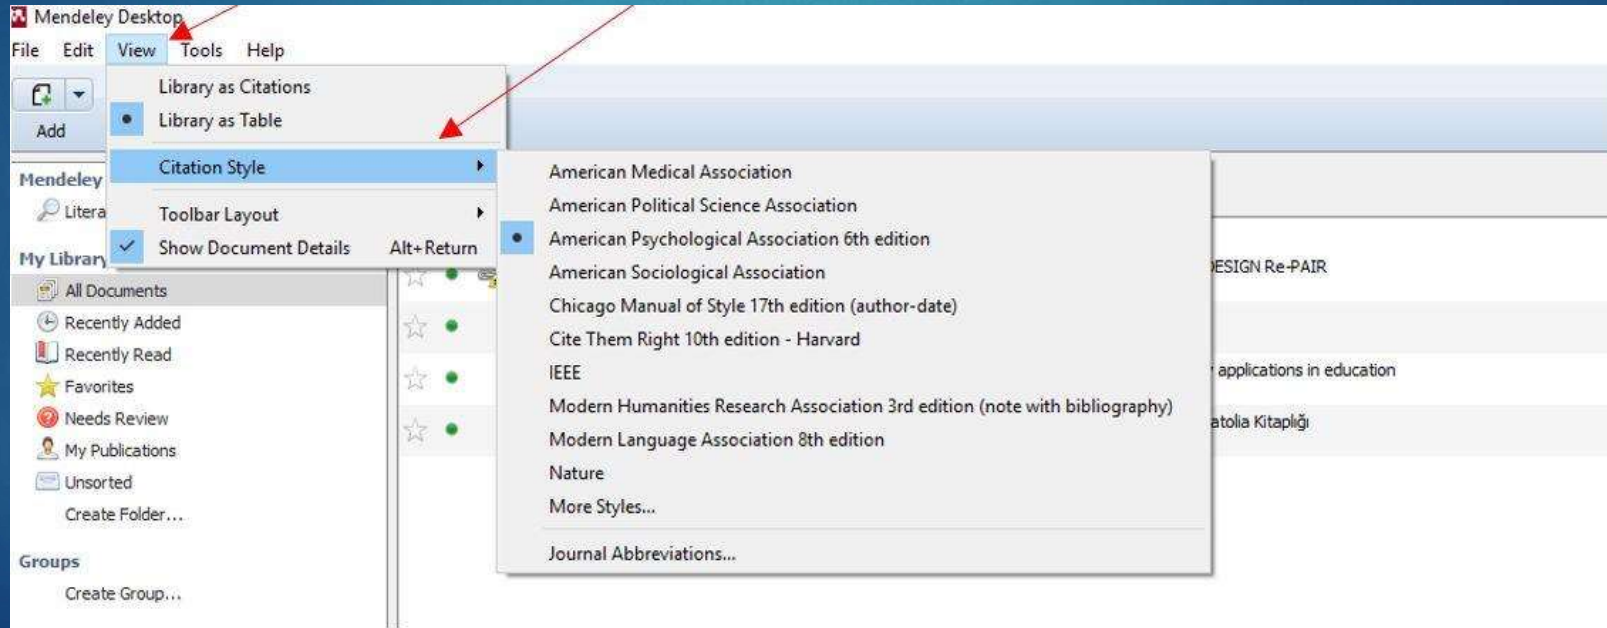 Mendeley Desktop
File Edit View Tools Help
Add
Library as Citations
Library as Table
Citation Style
Toolbar Layout
Show Document Details Alt+Return
American Medical Association
American Political Science Association
American Psychological Association 6th edition
American Sociological Association
Chicago Manual of Style 17th edition (author-date)
Cite Them Right 10th edition - Harvard
IEEE
Modern Humanities Research Association 3rd edition (note with bibliography)
Modern Language Association 8th edition
Nature
More Styles...
Journal Abbreviations...
Mendeley
Litera
My Library
All Documents
Recently Added
Recently Read
Favorites
Needs Review
My Publications
Unsorted
Create Folder...
Groups
Create Group...
ESIGN Re-PAIR
applications in education
atolia Kitaplığı